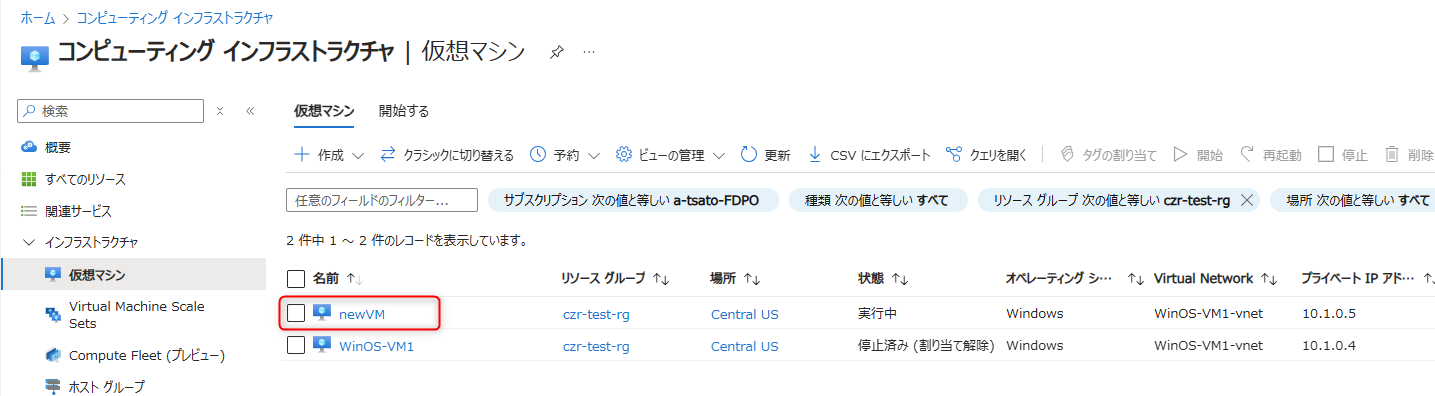 ホーム > コンピューティング インフラストラクチャ
コンピューティング インフラストラクチャ | 仮想マシン ...
検索
概要
すべてのリソース
関連サービス
インフラストラクチャ
仮想マシン
Virtual Machine Scale
Sets
Compute Fleet (プレビュー)
ホスト グループ
仮想マシン 開始する
作成 クラシックに切り替える 予約 ビューの管理 更新 CSV にエクスポート クエリを開く タグの割り当て 開始 再起動 停止 削除
任意のフィールドのフィルター... サブスクリプション 次の値と等しい a-tsato-FDPO 種類 次の値と等しい すべて リソース グループ 次の値と等しい czr-test-rg 場所 次の値と等しい すべて
2 件中 1 ～ 2 件のレコードを表示しています。
名前 ↑↓ リソース グループ ↑↓ 場所 ↑↓ 状態 ↑↓ オペレーティング シ... ↑↓ Virtual Network ↑↓ プライベート IP アド... ↑↓
newVM czr-test-rg Central US 実行中 Windows WinOS-VM1-vnet 10.1.0.5
WinOS-VM1 czr-test-rg Central US 停止済み (割り当て解除) Windows WinOS-VM1-vnet 10.1.0.4